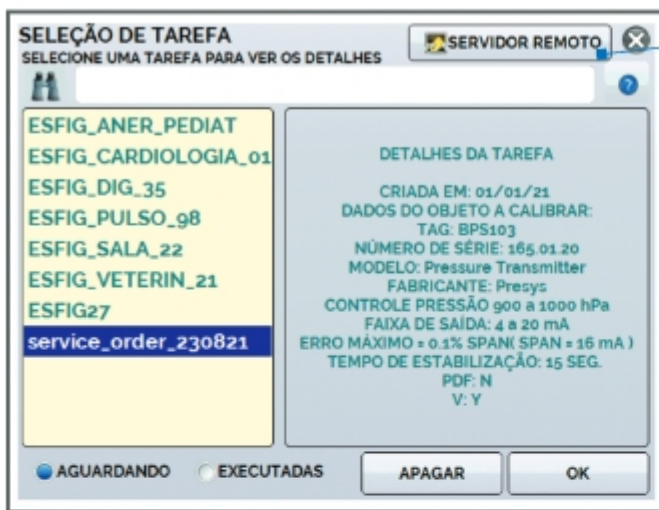 SELEÇÃO DE TAREFA
SELECIONE UMA TAREFA PARA VER OS DETALHES
SERVIDOR REMOTO
?
ESFIG_ANER_PEDIAT
ESFIG_CARDIOLOGIA_01
ESFIG_DIG_35
ESFIG_PULSO_98
ESFIG_SALA_22
ESFIG_VETERIN_21
ESFIG27
service_order_230821
DETALHES DA TAREFA
CRIADA EM: 01/01/21
DADOS DO OBJETO A CALIBRAR:
TAG: BPS103
NÚMERO DE SÉRIE: 165.01.20
MODELO: Pressure Transmitter
FABRICANTE: Presys
CONTROLE PRESSÃO 900 a 1000 hPa
FAIXA DE SAÍDA: 4 a 20 mA
ERRO MÁXIMO = 0.1% SPAN( SPAN = 16 mA )
TEMPO DE ESTABILIZAÇÃO: 15 SEG.
PDF: N
V: Y
AGUARDANDO
EXECUTADAS
APAGAR
OK